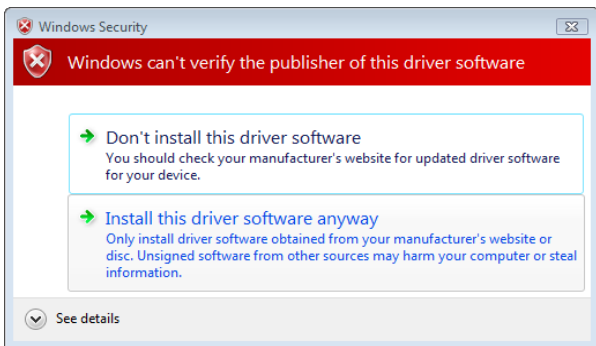 Windows Security
Windows can't verify the publisher of this driver software
Don't install this driver software
You should check your manufacturer's website for updated driver software
for your device.
Install this driver software anyway
Only install driver software obtained from your manufacturer's website or
disc. Unsigned software from other sources may harm your computer or steal
information.
See details